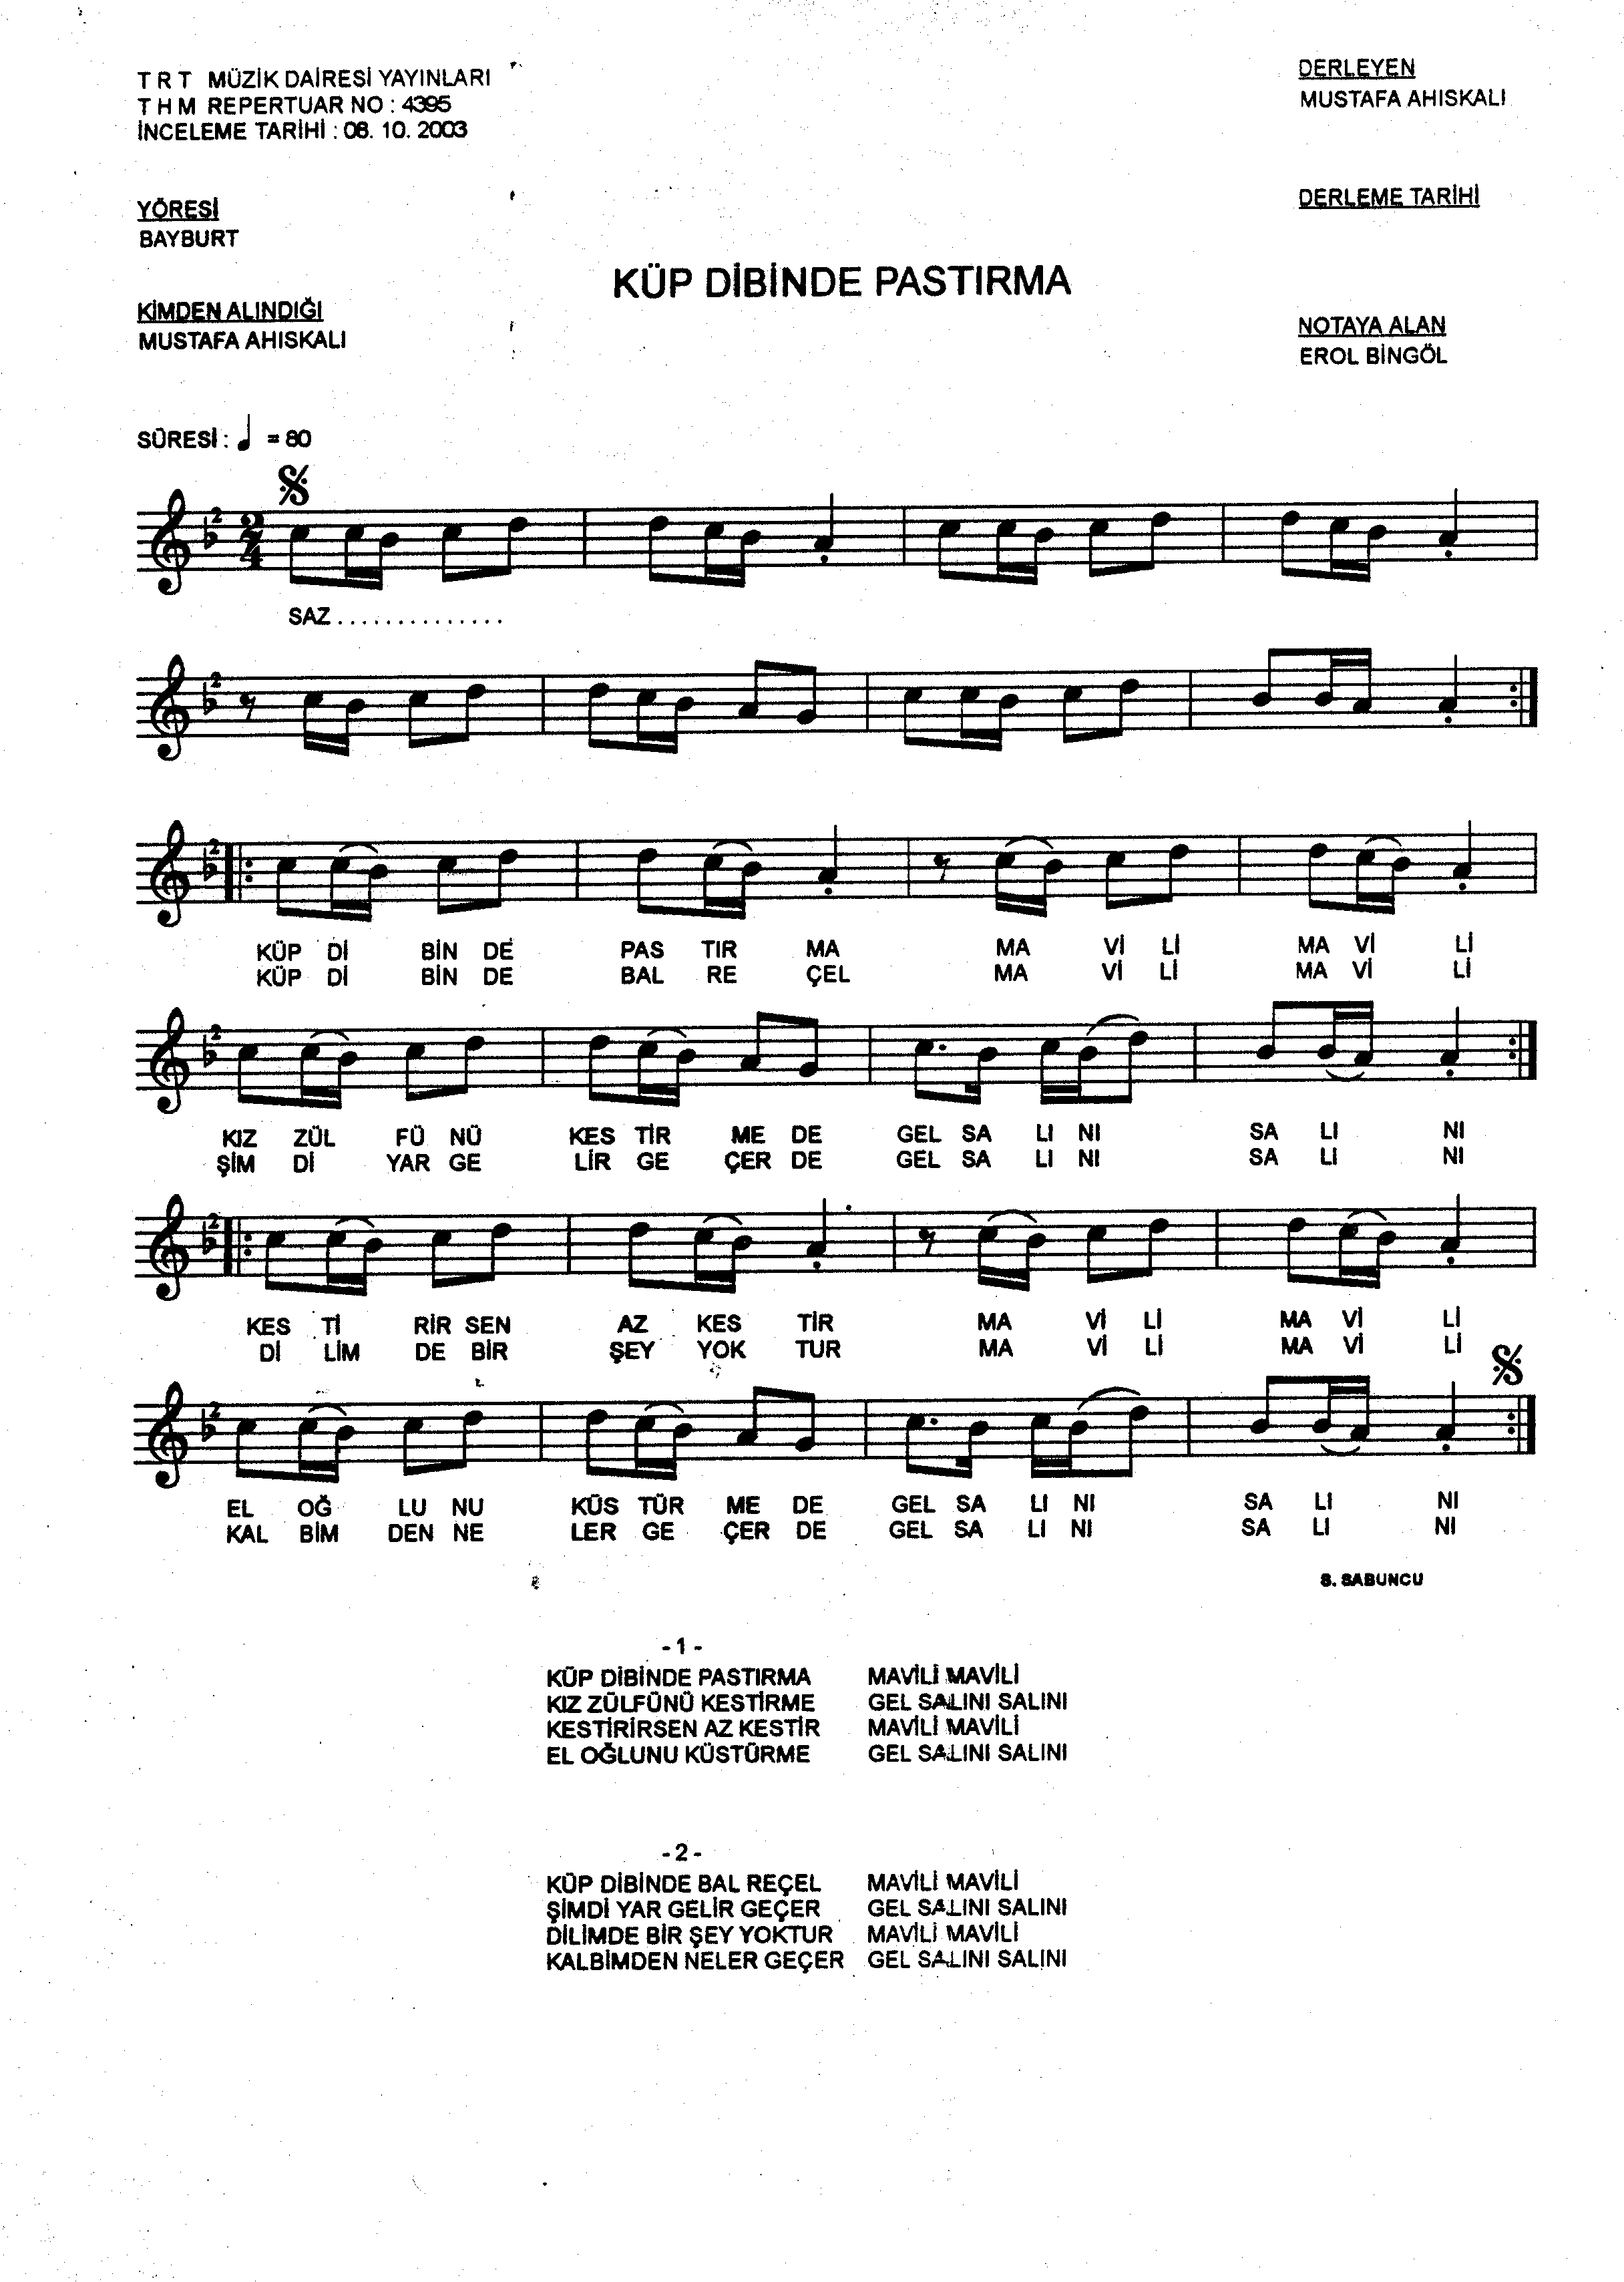 T R T MÜZİK DAİRESİ YAYINLARI
T H M REPERTUAR NO : 4395
İNCELEME TARİHİ : 08. 10. 2003
DERLEYEN
MUSTAFA AHISKALI
YÖRESİ
BAYBURT
DERLEME TARİHİ
KÜP DİBİNDE PASTIRMA
KİMDEN ALINDIĞI
MUSTAFA AHISKALI
NOTAYA ALAN
EROL BİNGÖL
SÜRESİ : ♩ = 80
SAZ . . . . . . . . . . . . . .
KÜP Dİ BİN DE PAS TIR MA MA Vİ Lİ MA Vİ Lİ
KÜP Dİ BİN DE BAL RE ÇEL MA Vİ Lİ MA Vİ Lİ
KIZ ZÜL FÜ NÜ KES TİR ME DE GEL SA LI NI SA LI NI
ŞİM Dİ YAR GE LİR GE ÇER DE GEL SA LI NI SA LI NI
KES Tİ RİR SEN AZ KES TİR MA Vİ Lİ MA Vİ Lİ
Dİ LİM DE BİR ŞEY YOK TUR MA Vİ Lİ MA Vİ Lİ
EL OĞ LU NU KÜS TÜR ME DE GEL SA LI NI SA LI NI
KAL BİM DEN NE LER GE ÇER DE GEL SA LI NI SA LI NI
S. SABUNCU
- 1 -
KÜP DİBİNDE PASTIRMA MAVİLİ MAVİLİ
KIZ ZÜLFÜNÜ KESTİRME GEL SALINI SALINI
KESTİRİRSEN AZ KESTİR MAVİLİ MAVİLİ
EL OĞLUNU KÜSTÜRME GEL SALINI SALINI
- 2 -
KÜP DİBİNDE BAL REÇEL MAVİLİ MAVİLİ
ŞİMDİ YAR GELİR GEÇER GEL SALINI SALINI
DİLİMDE BİR ŞEY YOKTUR MAVİLİ MAVİLİ
KALBİMDEN NELER GEÇER GEL SALINI SALINI